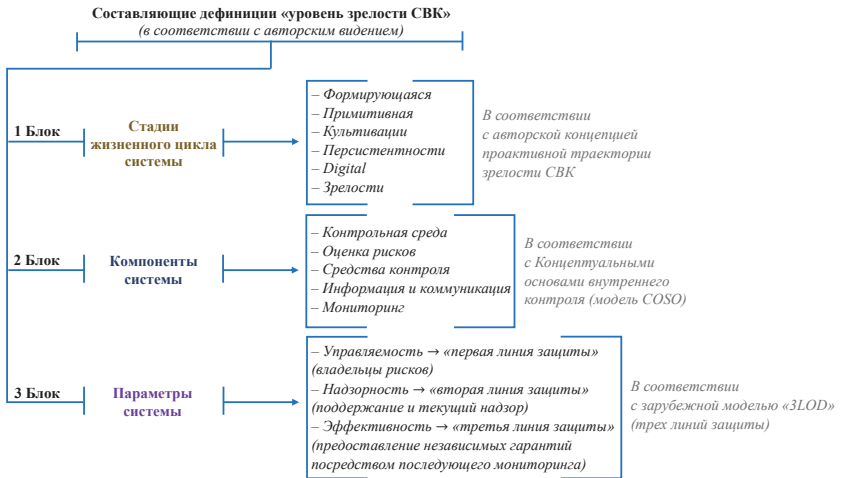 Составляющие дефиниции «уровень зрелости СВК»
(в соответствии с авторским видением)
1 Блок
Стадии
жизненного цикла
системы
– Формирующаяся
– Примитивная
– Культивации
– Персистентности
– Digital
– Зрелости
В соответствии
с авторской концепцией
проактивной траектории
зрелости СВК
2 Блок
Компоненты
системы
– Контрольная среда
– Оценка рисков
– Средства контроля
– Информация и коммуникация
– Мониторинг
В соответствии
с Концептуальными
основами внутреннего
контроля (модель COSO)
3 Блок
Параметры
системы
– Управляемость → «первая линия защиты»
(владельцы рисков)
– Надзорность → «вторая линия защиты»
(поддержание и текущий надзор)
– Эффективность → «третья линия защиты»
(предоставление независимых гарантий
посредством последующего мониторинга)
В соответствии
с зарубежной моделью «3LOD»
(трех линий защиты)